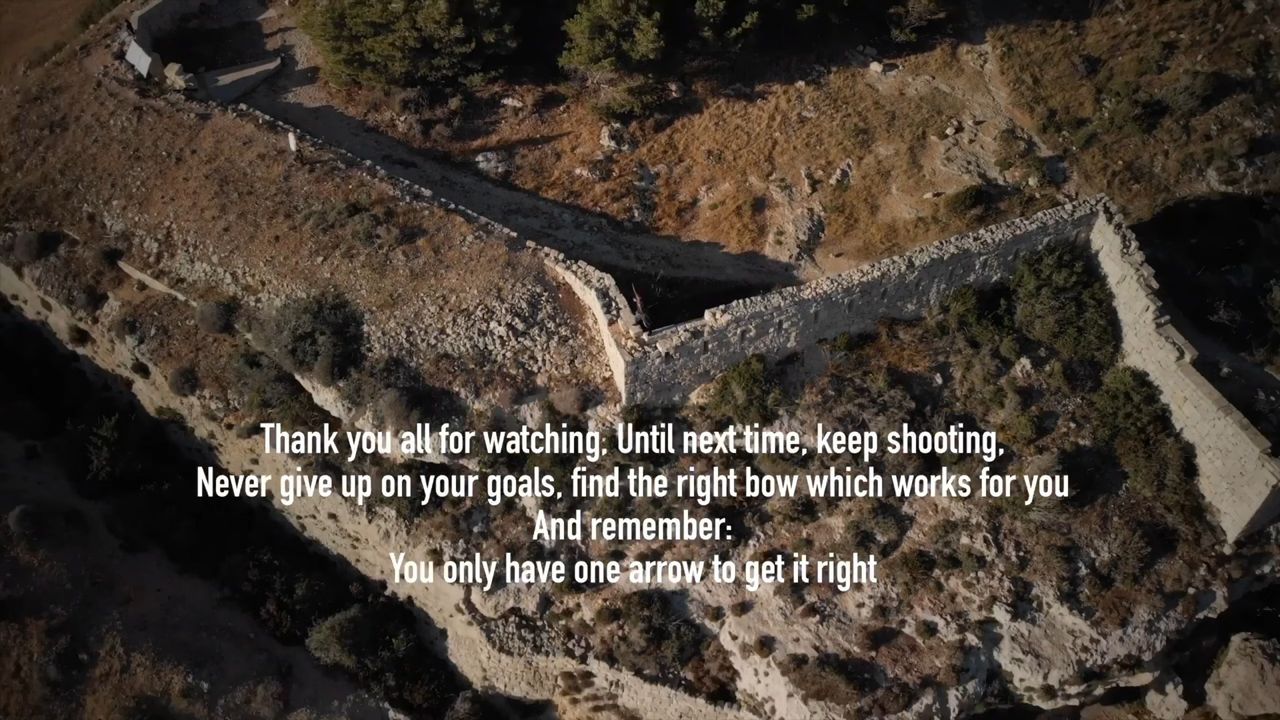 Thank you all for watching, Until next time, keep shooting,
Never give up on your goals, find the right bow which works for you
And remember:
You only have one arrow to get it right